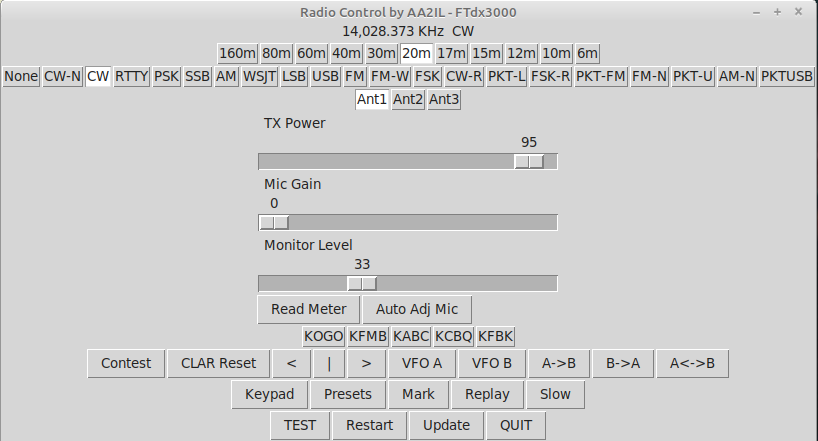 Radio Control by AA2IL - FTdx3000
14,028.373 KHz CW
160m 80m 60m 40m 30m 20m 17m 15m 12m 10m 6m
None CW-N CW RTTY PSK SSB AM WSJT LSB USB FM FM-W FSK CW-R PKT-L FSK-R PKT-FM FM-N PKT-U AM-N PKTUSB
Ant1 Ant2 Ant3
TX Power
95
Mic Gain
0
Monitor Level
33
Read Meter Auto Adj Mic
KOGO KFMB KABC KCBQ KFBK
Contest CLAR Reset < | > VFO A VFO B A->B B->A A<->B
Keypad Presets Mark Replay Slow
TEST Restart Update QUIT